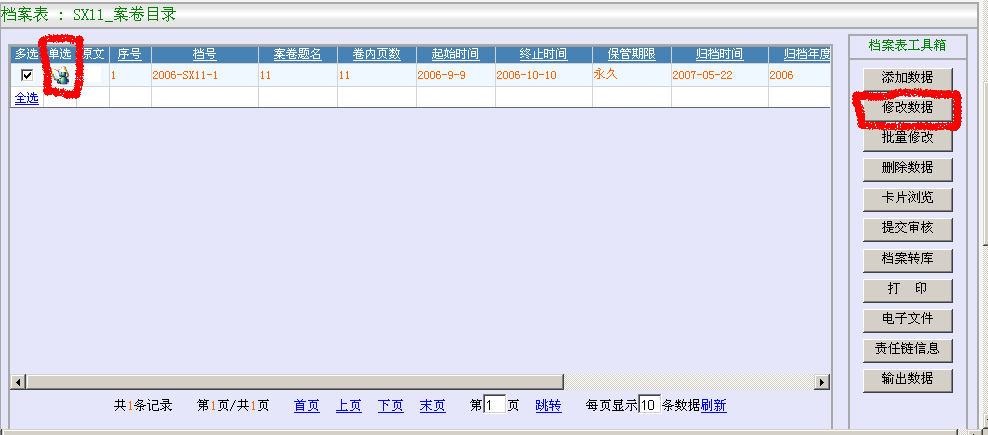 档案表 : SX11_案卷目录
多选 单选 原文 序号 档号 案卷题名 卷内页数 起始时间 终止时间 保管期限 归档时间 归档年度
1 2006-SX11-1 11 11 2006-9-9 2006-10-10 永久 2007-05-22 2006
全选
共1条记录 第1页/共1页 首页 上页 下页 末页 第1页 跳转 每页显示10条数据刷新
档案表工具箱
添加数据
修改数据
批量修改
删除数据
卡片浏览
提交审核
档案转库
打 印
电子文件
责任链信息
输出数据